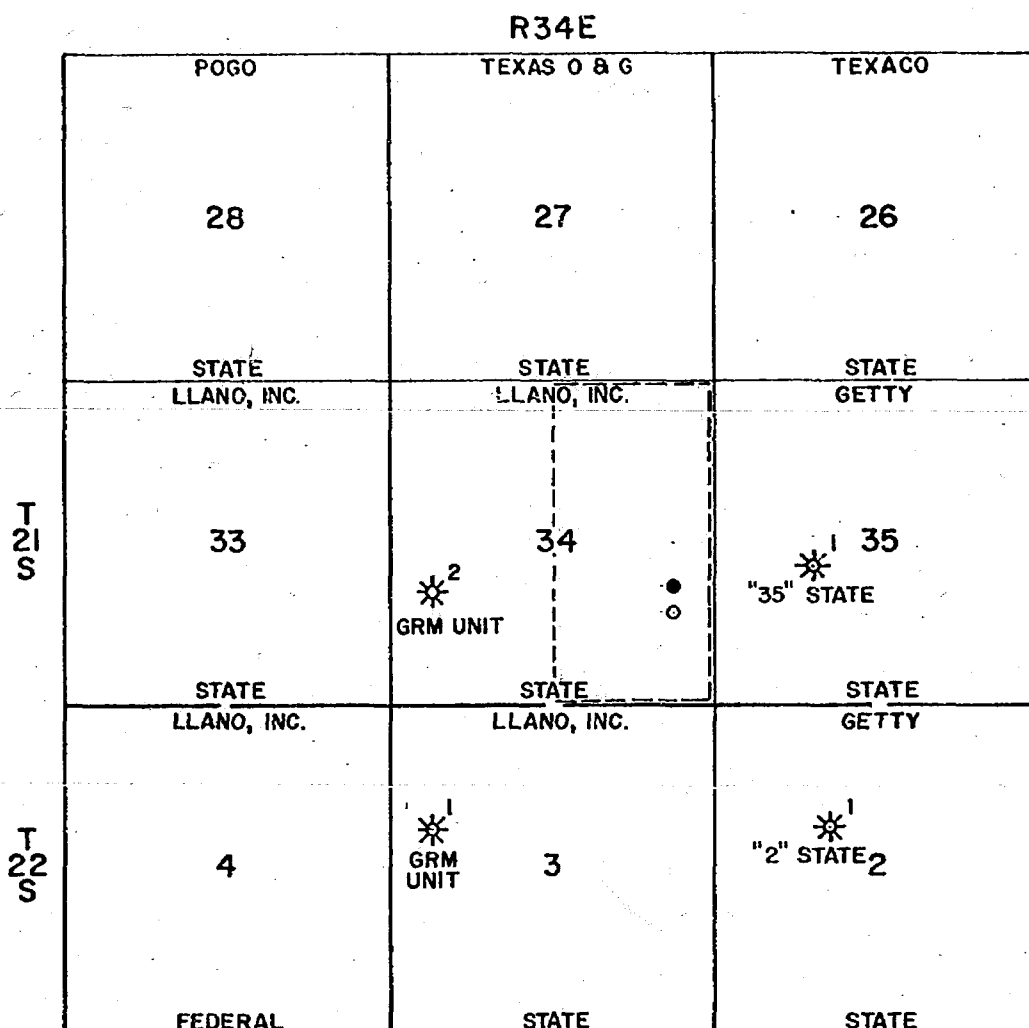 R34E
POGO
TEXAS O & G
TEXACO
28
27
26
STATE
STATE
STATE
LLANO, INC.
LLANO, INC.
GETTY
T
21
S
33
34
35
1
"35" STATE
2
GRM UNIT
STATE
STATE
STATE
LLANO, INC.
LLANO, INC.
GETTY
T
22
S
4
1
GRM
UNIT
3
1
"2" STATE
2
FEDERAL
STATE
STATE